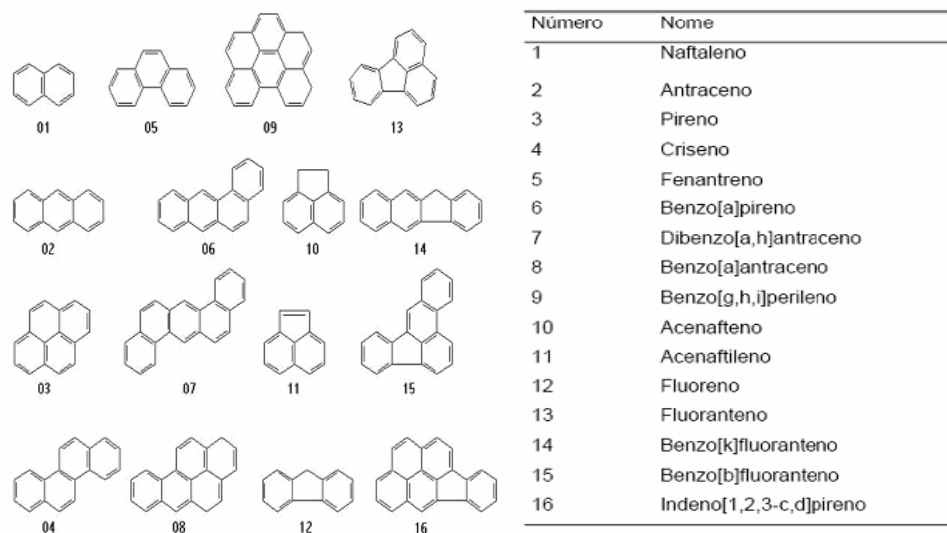 01 05 09 13
02 06 10 14
03 07 11 15
04 08 12 16
Número Nome
1 Naftaleno
2 Antraceno
3 Pireno
4 Criseno
5 Fenantreno
6 Benzo[a]pireno
7 Dibenzo[a,h]antraceno
8 Benzo[a]antraceno
9 Benzo[g,h,i]perileno
10 Acenafteno
11 Acenaftileno
12 Fluoreno
13 Fluoranteno
14 Benzo[k]fluoranteno
15 Benzo[b]fluoranteno
16 Indeno[1,2,3-c,d]pireno